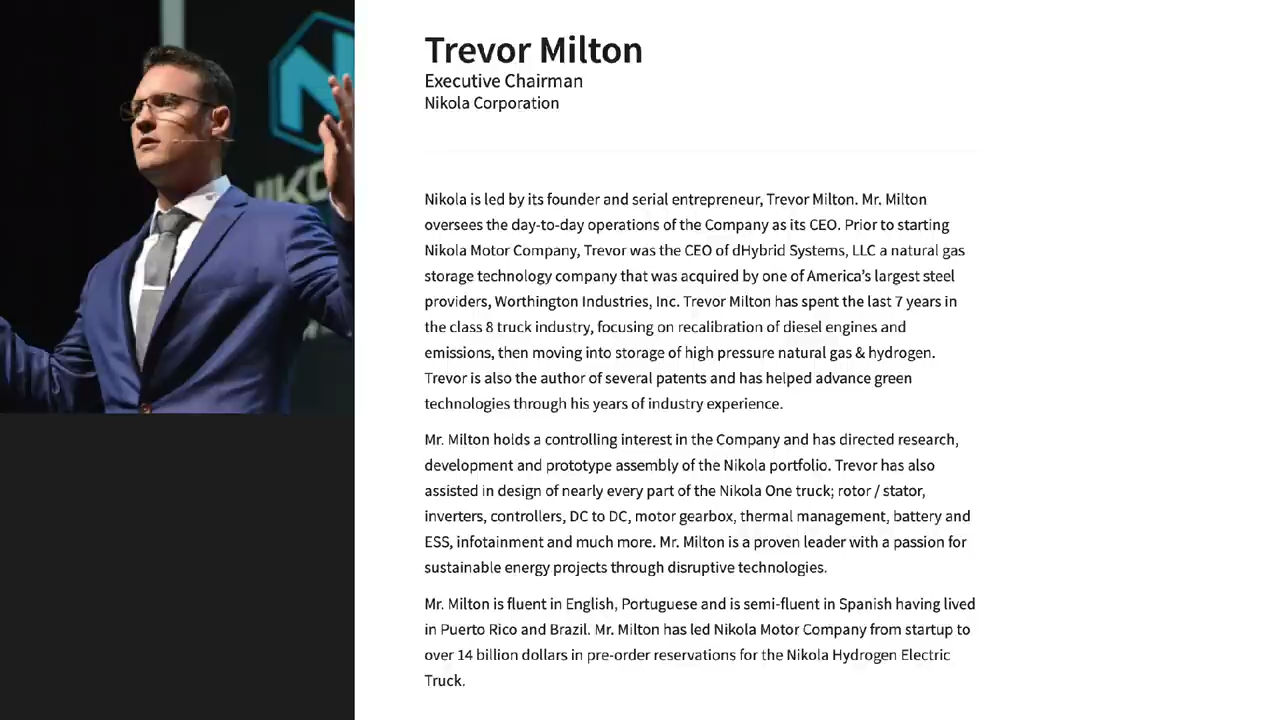 Trevor Milton
Executive Chairman
Nikola Corporation
Nikola is led by its founder and serial entrepreneur, Trevor Milton. Mr. Milton
oversees the day-to-day operations of the Company as its CEO. Prior to starting
Nikola Motor Company, Trevor was the CEO of dHybrid Systems, LLC a natural gas
storage technology company that was acquired by one of America’s largest steel
providers, Worthington Industries, Inc. Trevor Milton has spent the last 7 years in
the class 8 truck industry, focusing on recalibration of diesel engines and
emissions, then moving into storage of high pressure natural gas & hydrogen.
Trevor is also the author of several patents and has helped advance green
technologies through his years of industry experience.
Mr. Milton holds a controlling interest in the Company and has directed research,
development and prototype assembly of the Nikola portfolio. Trevor has also
assisted in design of nearly every part of the Nikola One truck; rotor / stator,
inverters, controllers, DC to DC, motor gearbox, thermal management, battery and
ESS, infotainment and much more. Mr. Milton is a proven leader with a passion for
sustainable energy projects through disruptive technologies.
Mr. Milton is fluent in English, Portuguese and is semi-fluent in Spanish having lived
in Puerto Rico and Brazil. Mr. Milton has led Nikola Motor Company from startup to
over 14 billion dollars in pre-order reservations for the Nikola Hydrogen Electric
Truck.